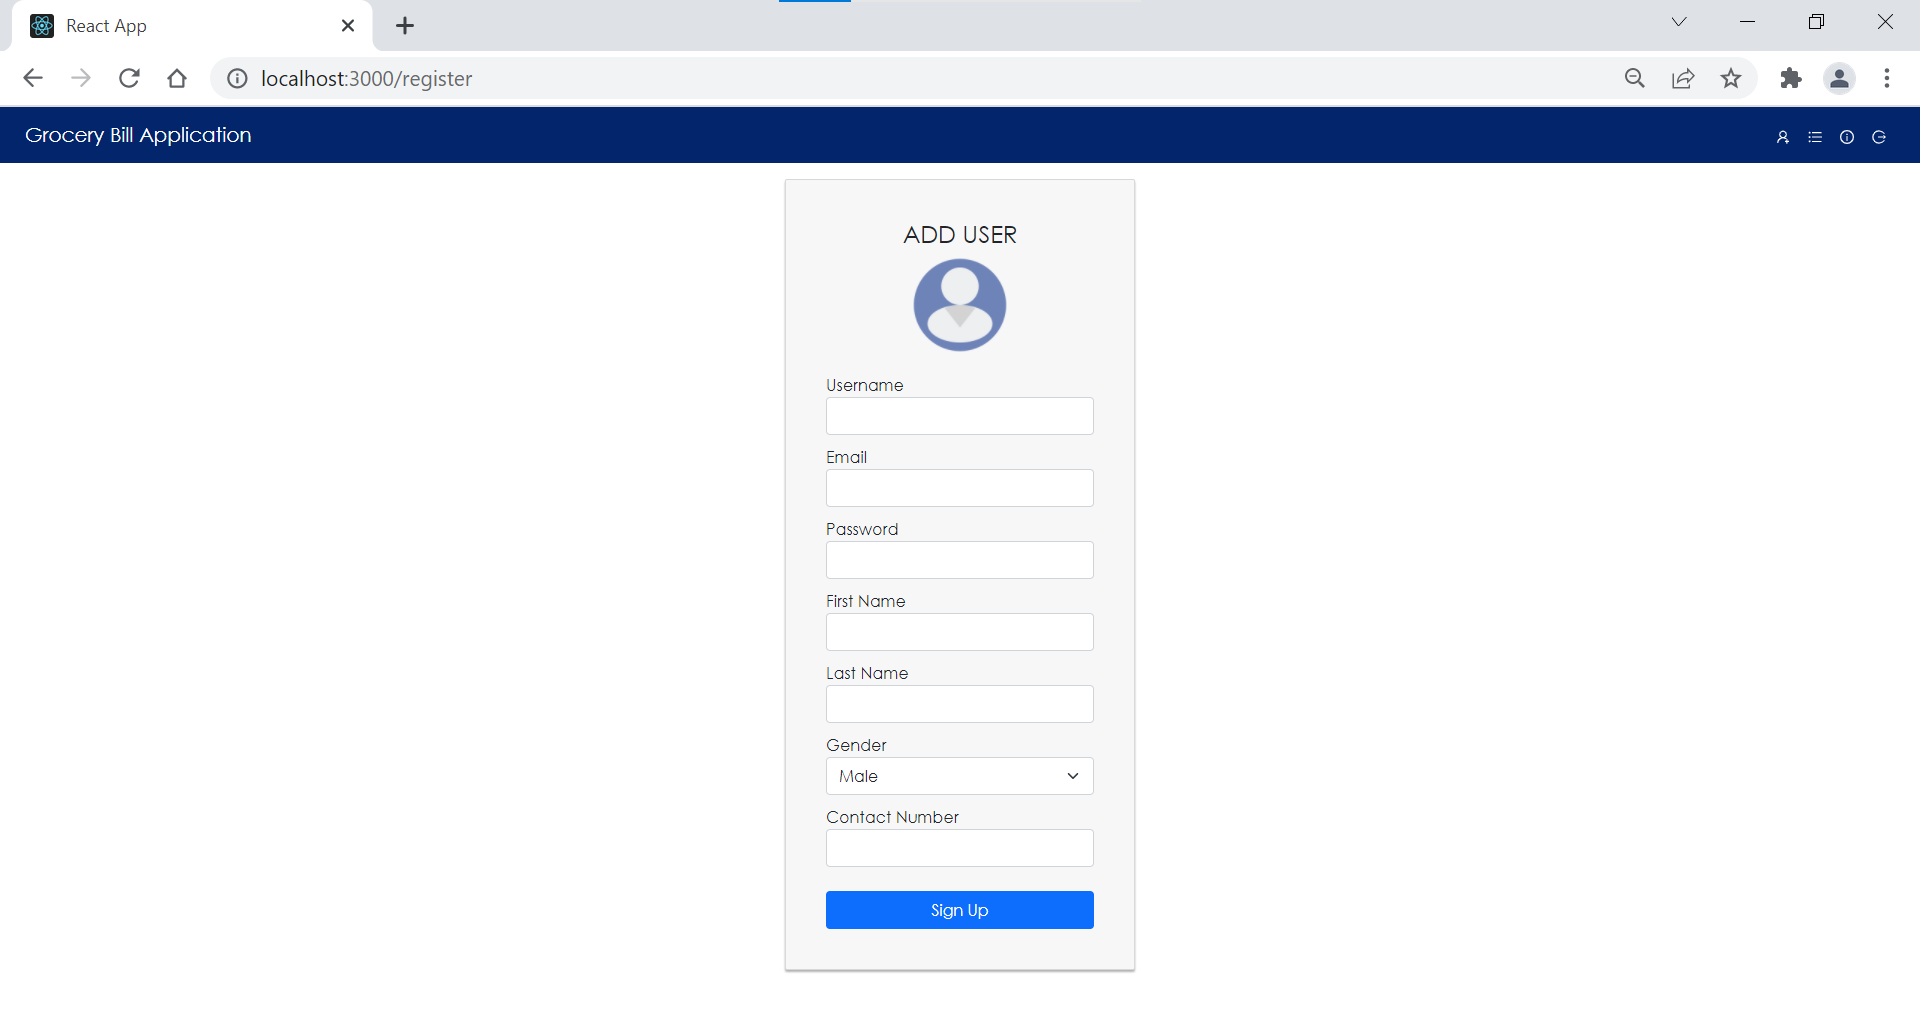 React App
localhost:3000/register
Grocery Bill Application
ADD USER
Username
Email
Password
First Name
Last Name
Gender
Male
Contact Number
Sign Up